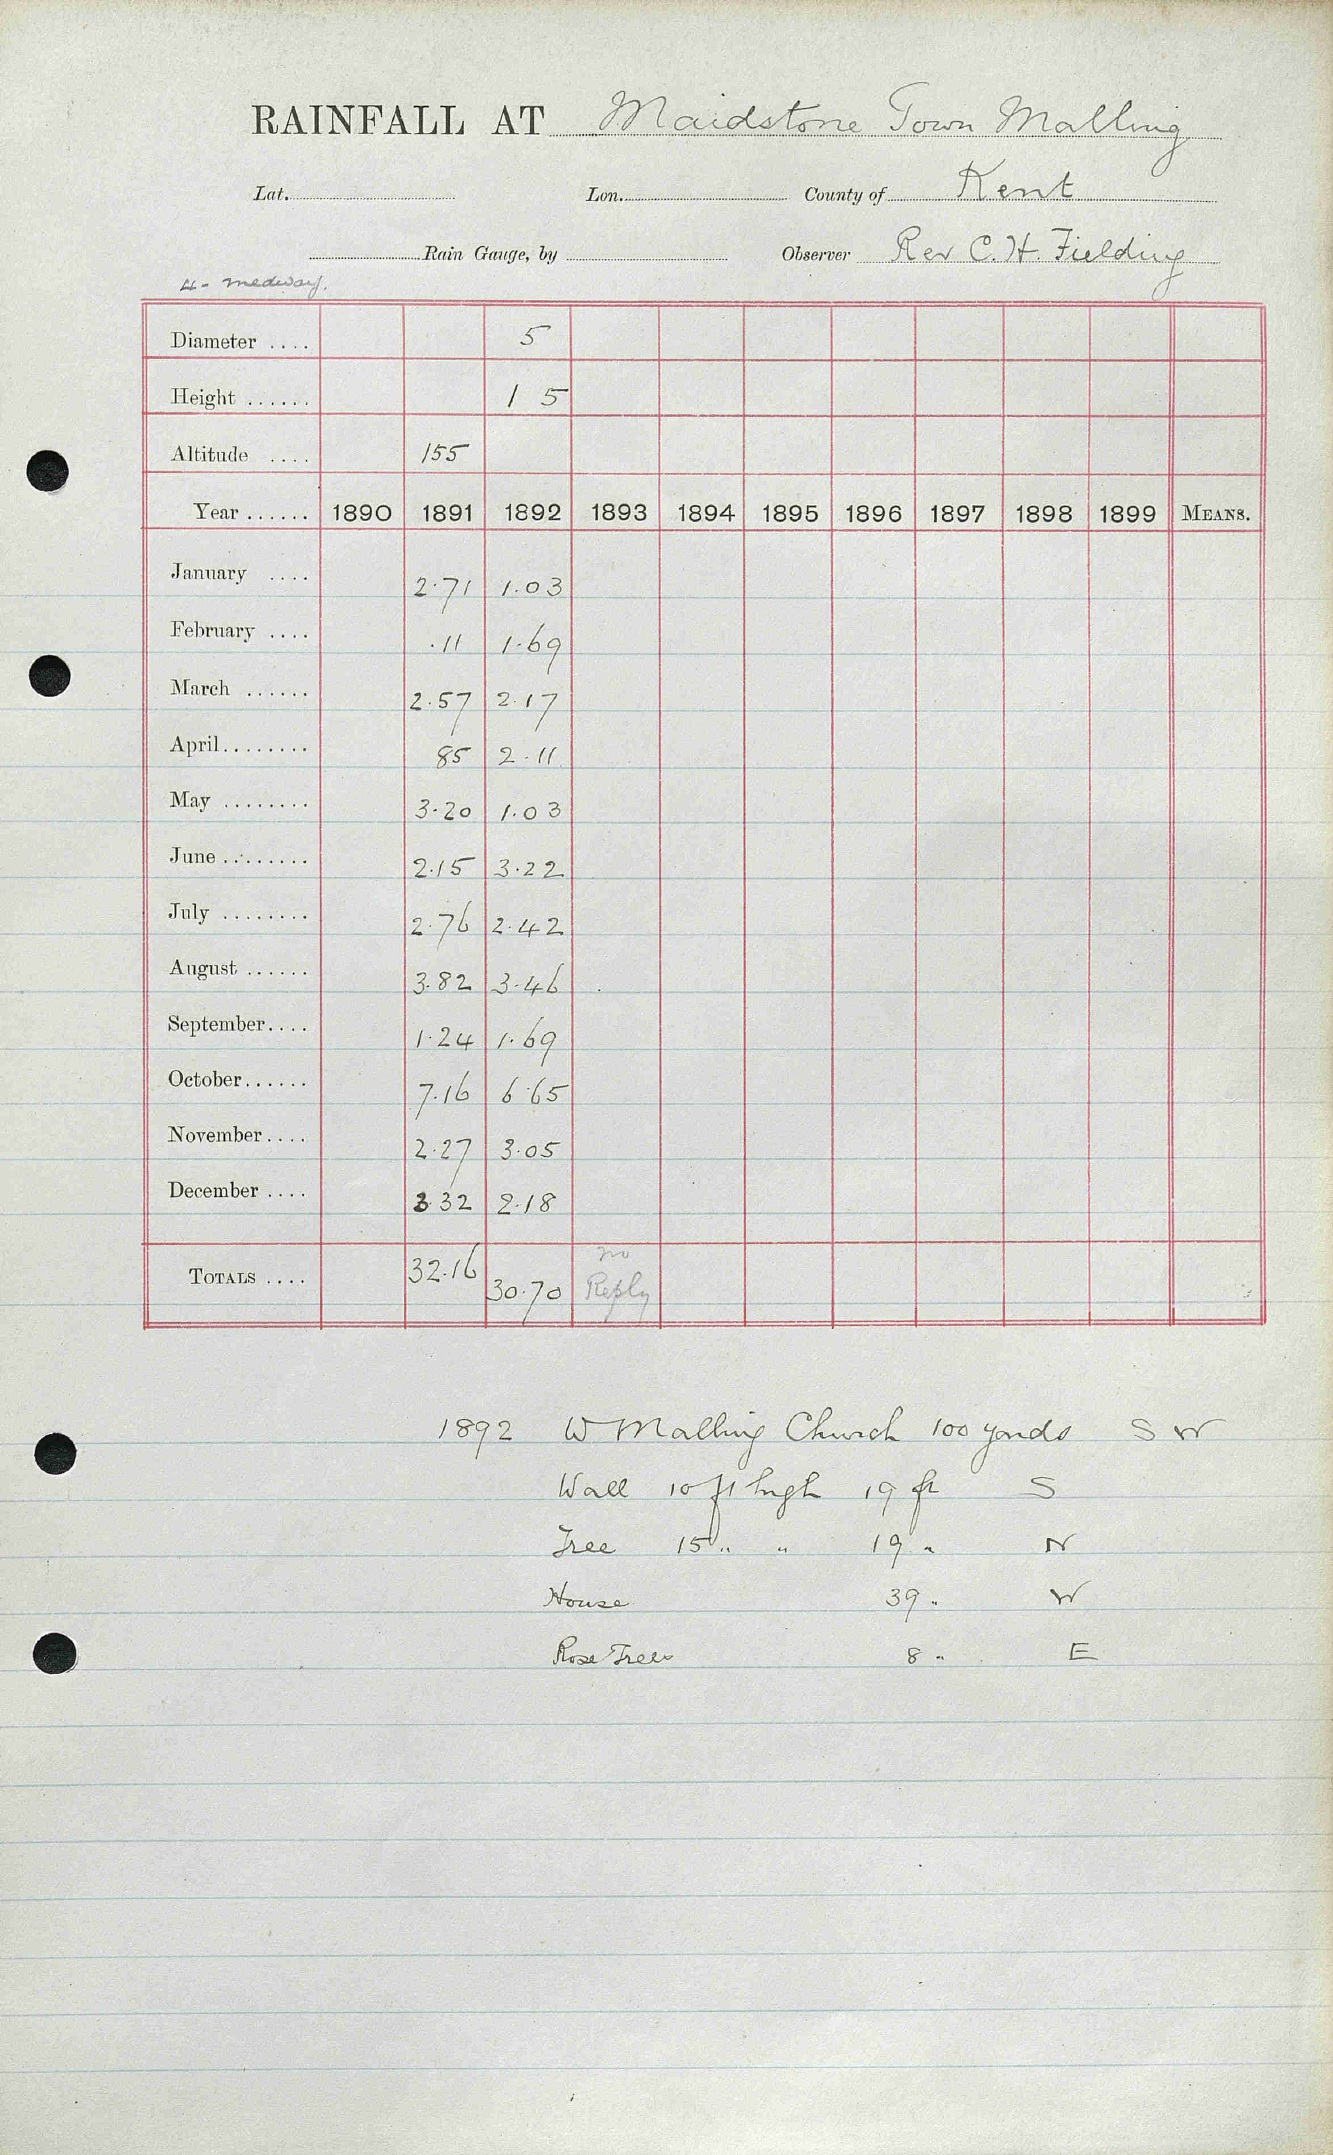 RAINFALL AT Maidstone Town Malling
Lat. Lon. County of Kent
Rain Gauge, by Observer Rev C. H. Fielding
4 - medway.
Diameter .... 5
Height ...... 1 5
Altitude .... 155
Year ...... 1890 1891 1892 1893 1894 1895 1896 1897 1898 1899 MEANS.
January .... 2.71 1.03
February .... .11 1.69
March ...... 2.57 2.17
April........ 85 2.11
May ........ 3.20 1.03
June ........ 2.15 3.22
July ........ 2.76 2.42
August ...... 3.82 3.46
September.... 1.24 1.69
October...... 7.16 6.65
November.... 2.27 3.05
December .... 3.32 2.18
TOTALS .... 32.16 30.70 no Reply
1892 W Malling Church 100 yards S W
Wall 10 ft high 19 ft S
Tree 15 " " 19 " N
House 39 " W
Rose Trees 8 " E